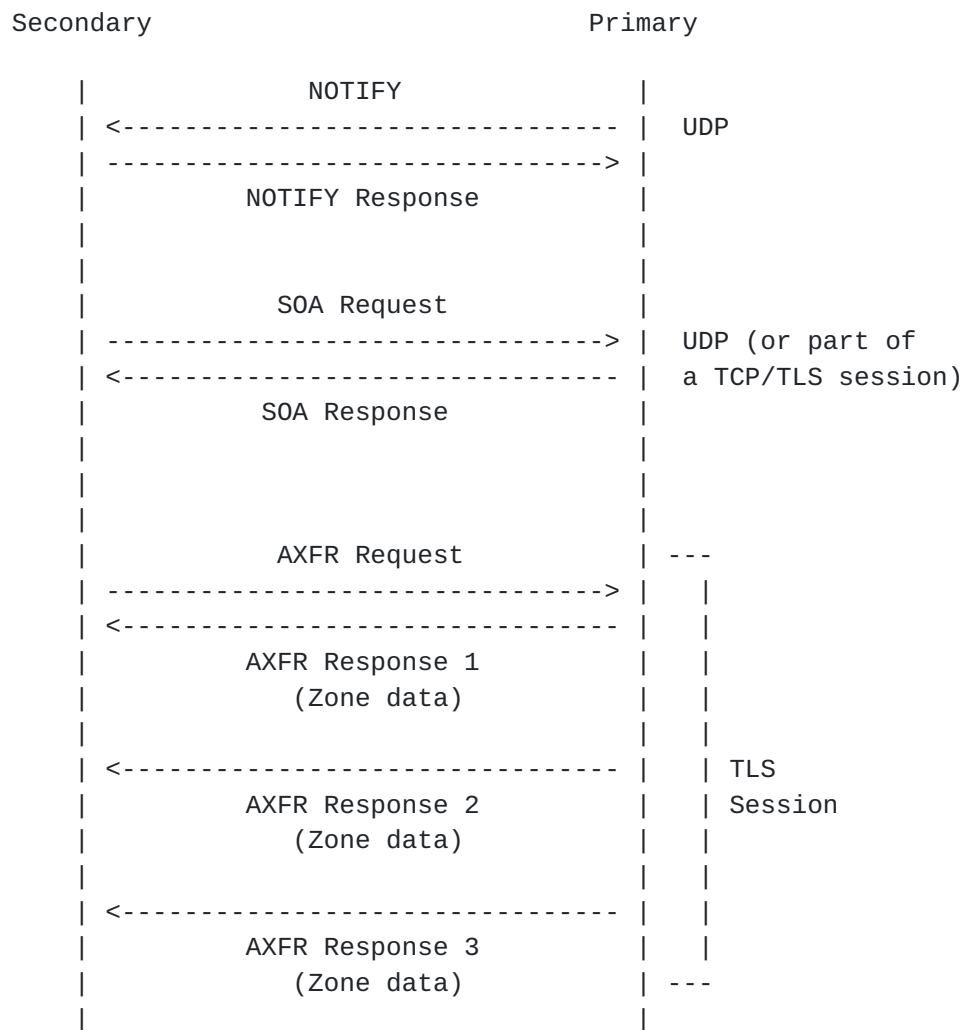 Secondary Primary
NOTIFY
UDP
NOTIFY Response
SOA Request
UDP (or part of
a TCP/TLS session)
SOA Response
AXFR Request
AXFR Response 1
(Zone data)
TLS
AXFR Response 2 Session
(Zone data)
AXFR Response 3
(Zone data)